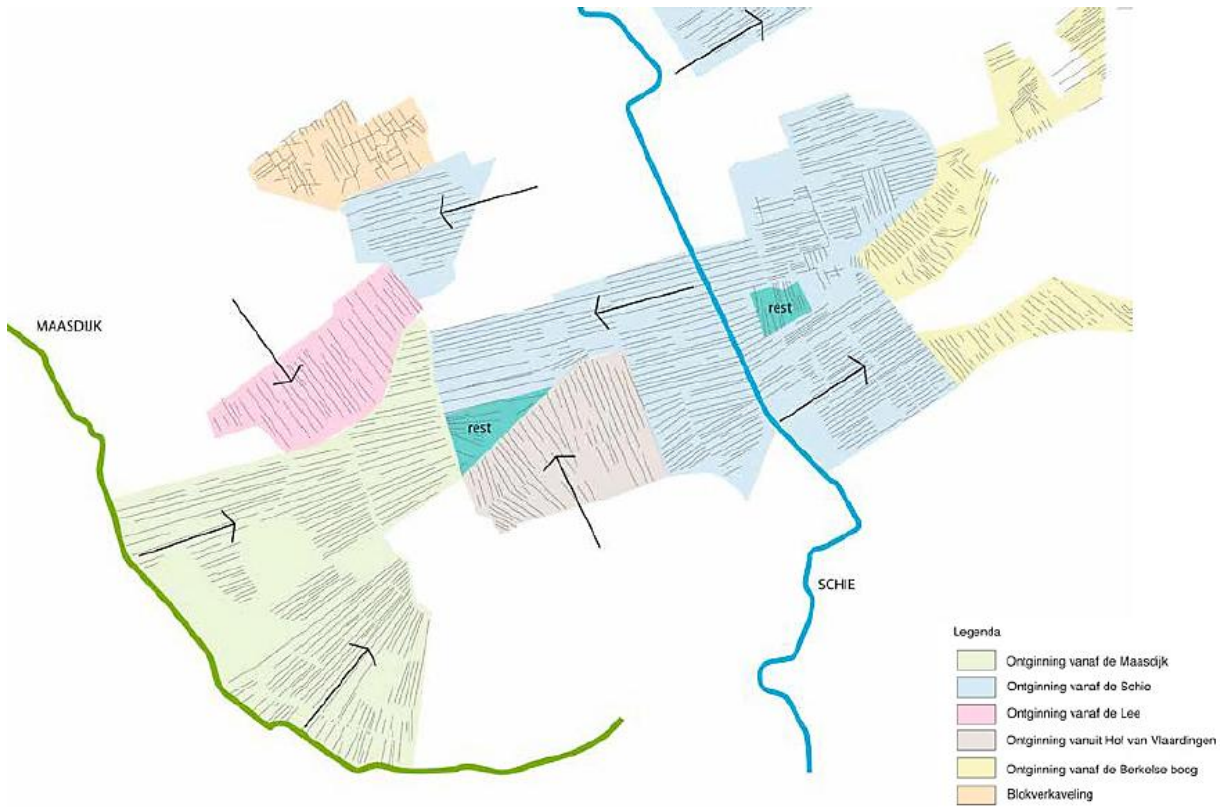 MAASDIJK
rest
rest
SCHIE
Legenda
Ontginning vanaf de Maasdijk
Ontginning vanaf de Schie
Ontginning vanaf de Lee
Ontginning vanuit Hof van Vlaardingen
Ontginning vanaf de Berkelse boog
Blokverkaveling